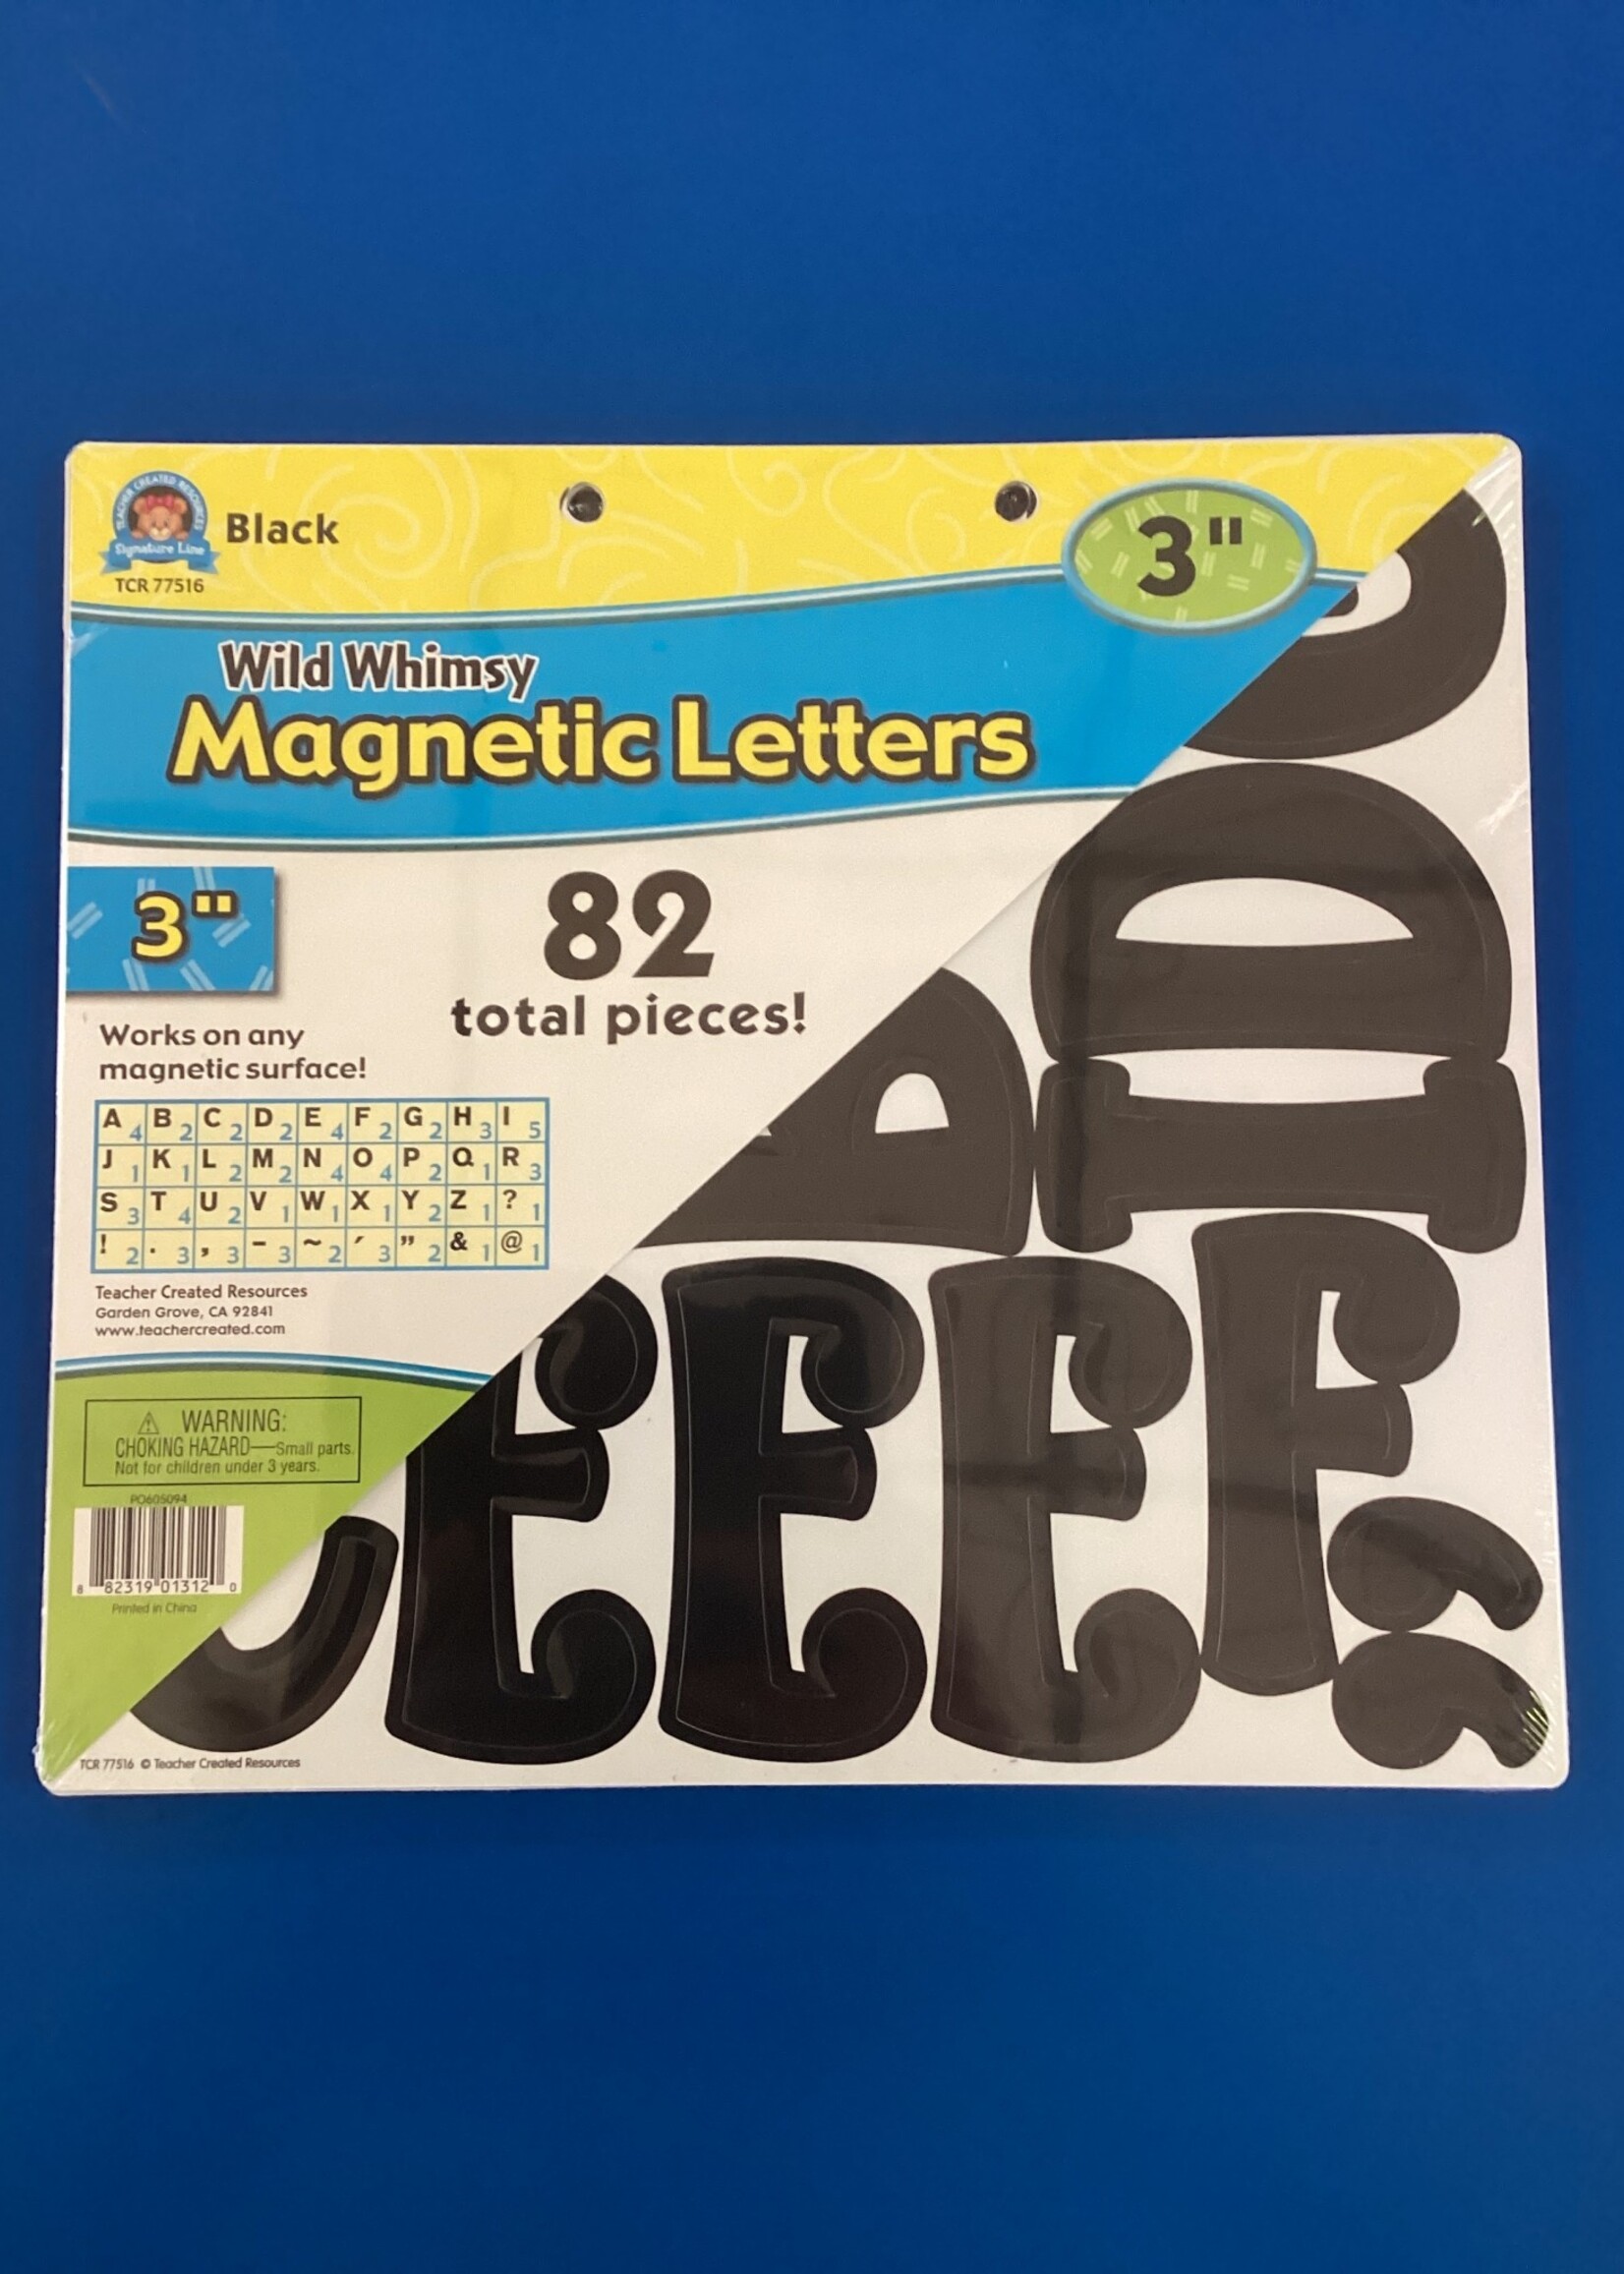 TEACHER CREATED RESOURCES
Signature Line
TCR 77516
Black
3"
Wild Whimsy
Magnetic Letters
3"
82
total pieces!
Works on any
magnetic surface!
A 4 B 2 C 2 D 2 E 4 F 2 G 2 H 3 I 5
J 1 K 1 L 2 M 2 N 4 O 4 P 2 Q 1 R 3
S 3 T 4 U 2 V 1 W 1 X 1 Y 2 Z 1 ? 1
! 2 . 3 , 3 – 3 ~ 2 ′ 3 ” 2 & 1 @ 1
Teacher Created Resources
Garden Grove, CA 92841
www.teachercreated.com
⚠ WARNING:
CHOKING HAZARD—Small parts.
Not for children under 3 years.
PO605094
8 82319 01312 0
Printed in China
TCR 77516 © Teacher Created Resources
D
I
E E E F , ,